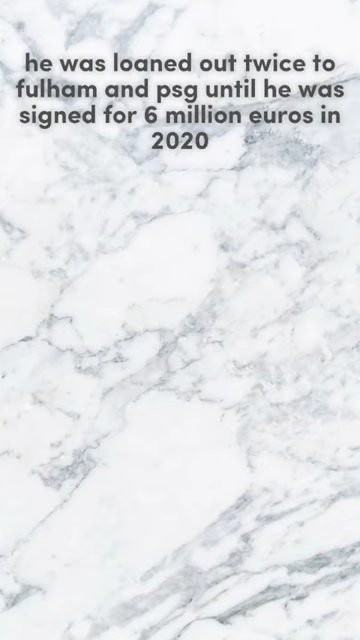 he was loaned out twice to
fulham and psg until he was
signed for 6 million euros in
2020